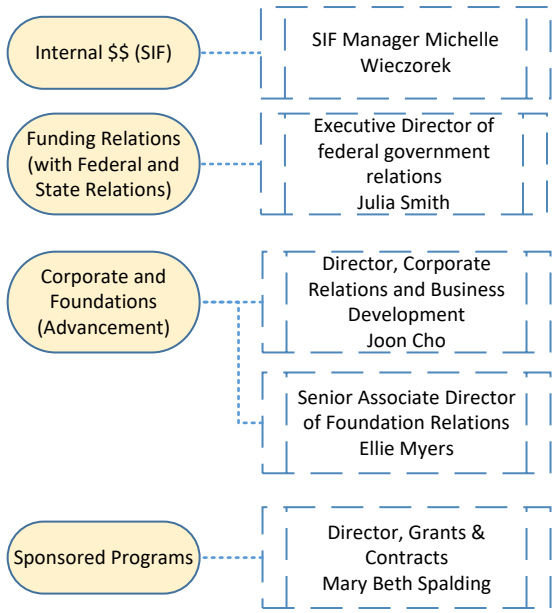 Internal $$ (SIF)
SIF Manager Michelle
Wieczorek
Funding Relations
(with Federal and
State Relations)
Executive Director of
federal government
relations
Julia Smith
Corporate and
Foundations
(Advancement)
Director, Corporate
Relations and Business
Development
Joon Cho
Senior Associate Director
of Foundation Relations
Ellie Myers
Sponsored Programs
Director, Grants &
Contracts
Mary Beth Spalding